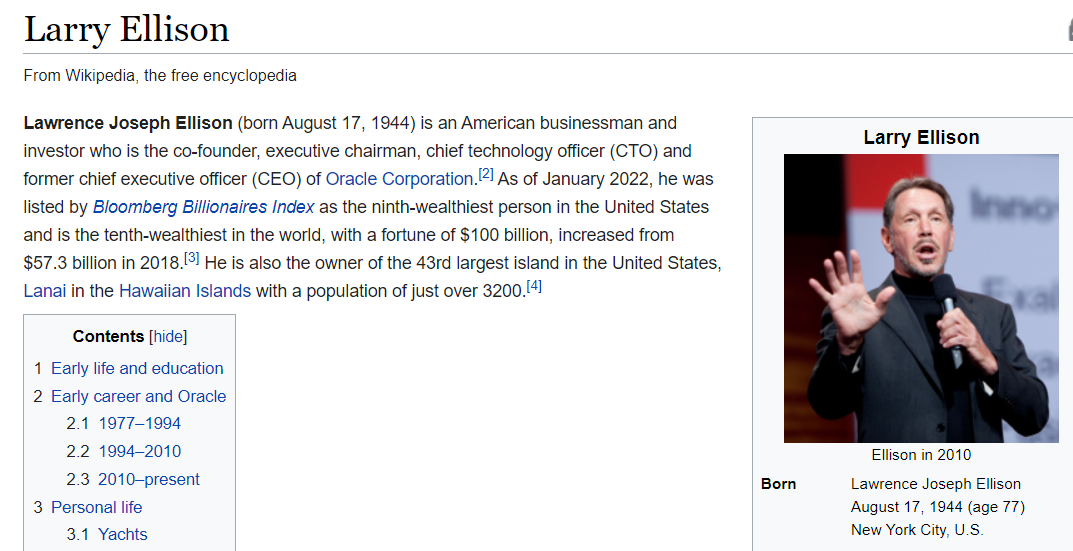 Larry Ellison
From Wikipedia, the free encyclopedia
Lawrence Joseph Ellison (born August 17, 1944) is an American businessman and
investor who is the co-founder, executive chairman, chief technology officer (CTO) and
former chief executive officer (CEO) of Oracle Corporation.[2] As of January 2022, he was
listed by Bloomberg Billionaires Index as the ninth-wealthiest person in the United States
and is the tenth-wealthiest in the world, with a fortune of $100 billion, increased from
$57.3 billion in 2018.[3] He is also the owner of the 43rd largest island in the United States,
Lanai in the Hawaiian Islands with a population of just over 3200.[4]
Contents [hide]
1 Early life and education
2 Early career and Oracle
2.1 1977–1994
2.2 1994–2010
2.3 2010–present
3 Personal life
3.1 Yachts
Larry Ellison
Inno
Exal
Ellison in 2010
Born Lawrence Joseph Ellison
August 17, 1944 (age 77)
New York City, U.S.